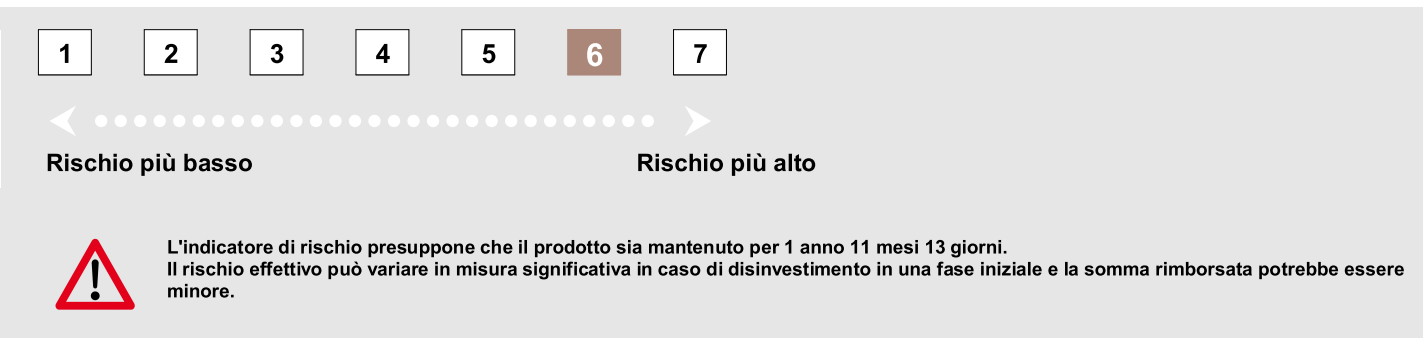 1 2 3 4 5 6 7
Rischio più basso Rischio più alto
L'indicatore di rischio presuppone che il prodotto sia mantenuto per 1 anno 11 mesi 13 giorni.
Il rischio effettivo può variare in misura significativa in caso di disinvestimento in una fase iniziale e la somma rimborsata potrebbe essere
minore.